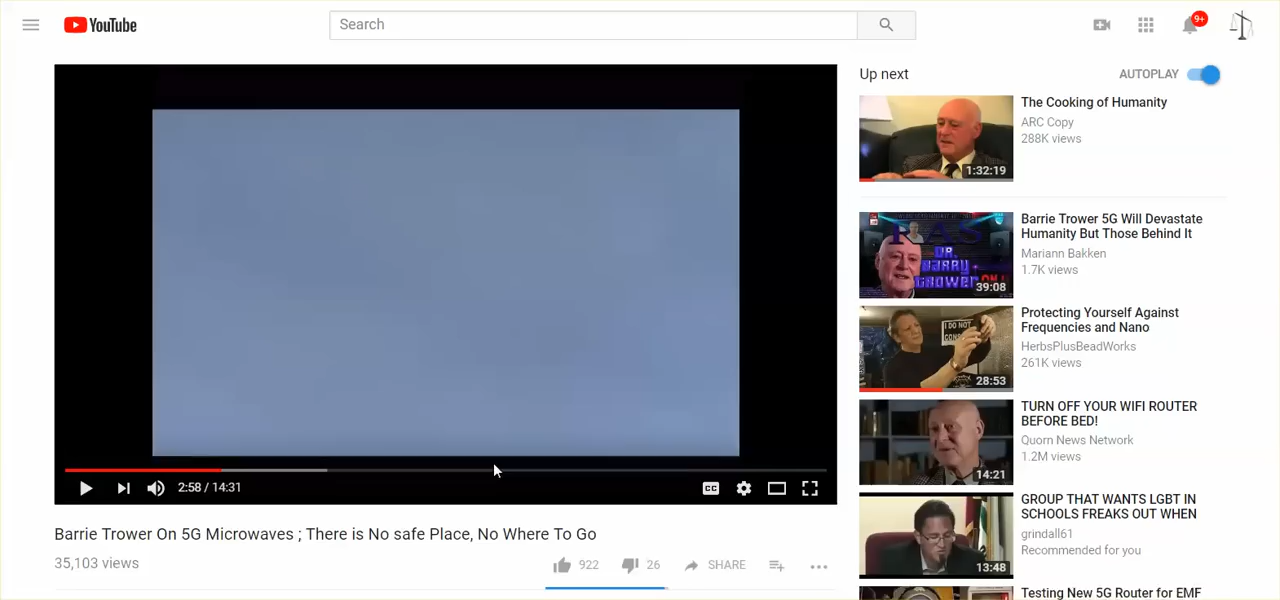 YouTube
Search
9+
Up next
AUTOPLAY
1:32:19
The Cooking of Humanity
ARC Copy
288K views
DR.
39:08
Barrie Trower 5G Will Devastate
Humanity But Those Behind It
Mariann Bakken
1.7K views
I DO NOT
28:53
Protecting Yourself Against
Frequencies and Nano
HerbsPlusBeadWorks
261K views
14:21
TURN OFF YOUR WIFI ROUTER
BEFORE BED!
Quorn News Network
1.2M views
13:48
GROUP THAT WANTS LGBT IN
SCHOOLS FREAKS OUT WHEN
grindall61
Recommended for you
Testing New 5G Router for EMF
2:58 / 14:31
CC
Barrie Trower On 5G Microwaves ; There is No safe Place, No Where To Go
35,103 views
922
26
SHARE